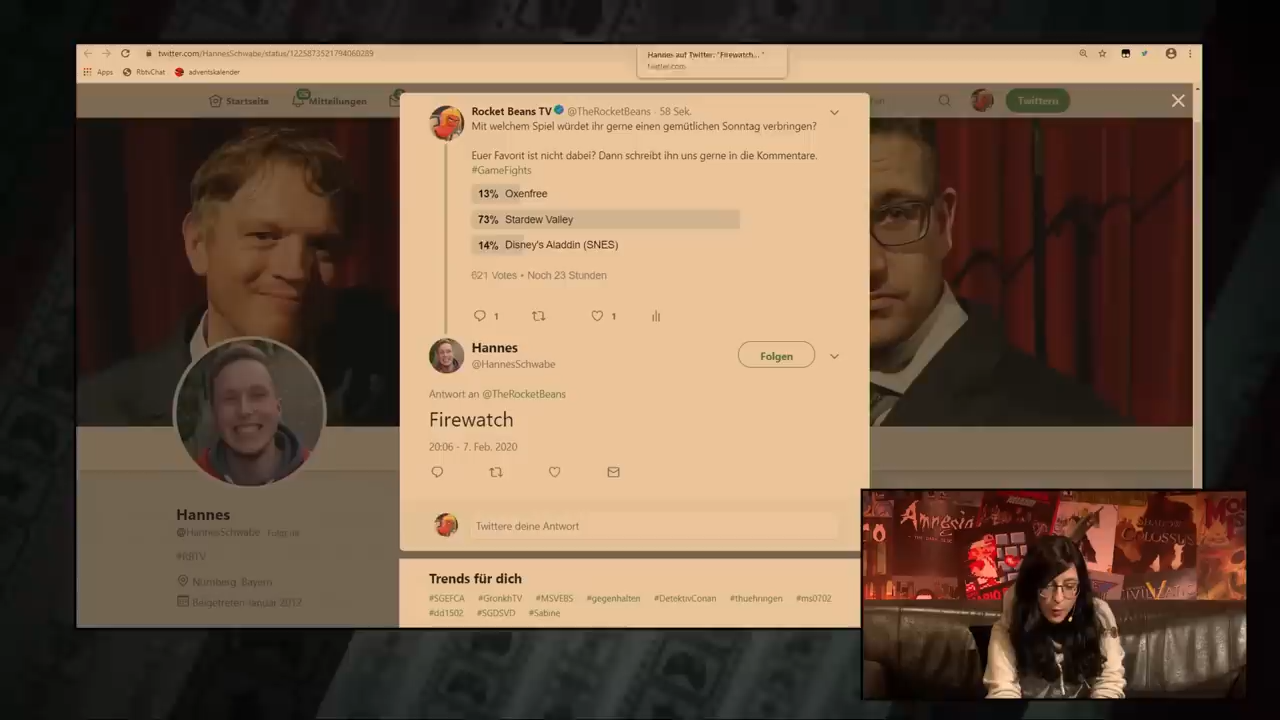 twitter.com/HannesSchwabe/status/1225873521794060289
Hannes auf Twitter: "Firewatch..."
twitter.com
Apps
RbtvChat
adventskalender
Startseite
Mitteilungen
Twittern
Rocket Beans TV @TheRocketBeans · 58 Sek.
Mit welchem Spiel würdet ihr gerne einen gemütlichen Sonntag verbringen?
Euer Favorit ist nicht dabei? Dann schreibt ihn uns gerne in die Kommentare.
#GameFights
13% Oxenfree
73% Stardew Valley
14% Disney's Aladdin (SNES)
621 Votes • Noch 23 Stunden
1
1
Hannes
@HannesSchwabe
Folgen
Antwort an @TheRocketBeans
Firewatch
20:06 - 7. Feb. 2020
Twittere deine Antwort
Hannes
@HannesSchwabe Folgt dir
#RBTV
Nürnberg, Bayern
Beigetreten Januar 2012
Trends für dich
#SGEFCA #GronkhTV #MSVEBS #gegenhalten #DetektivConan #thueringen #ms0702
#dd1502 #SGDSVD #Sabine
Amnesia
COLOSSUS